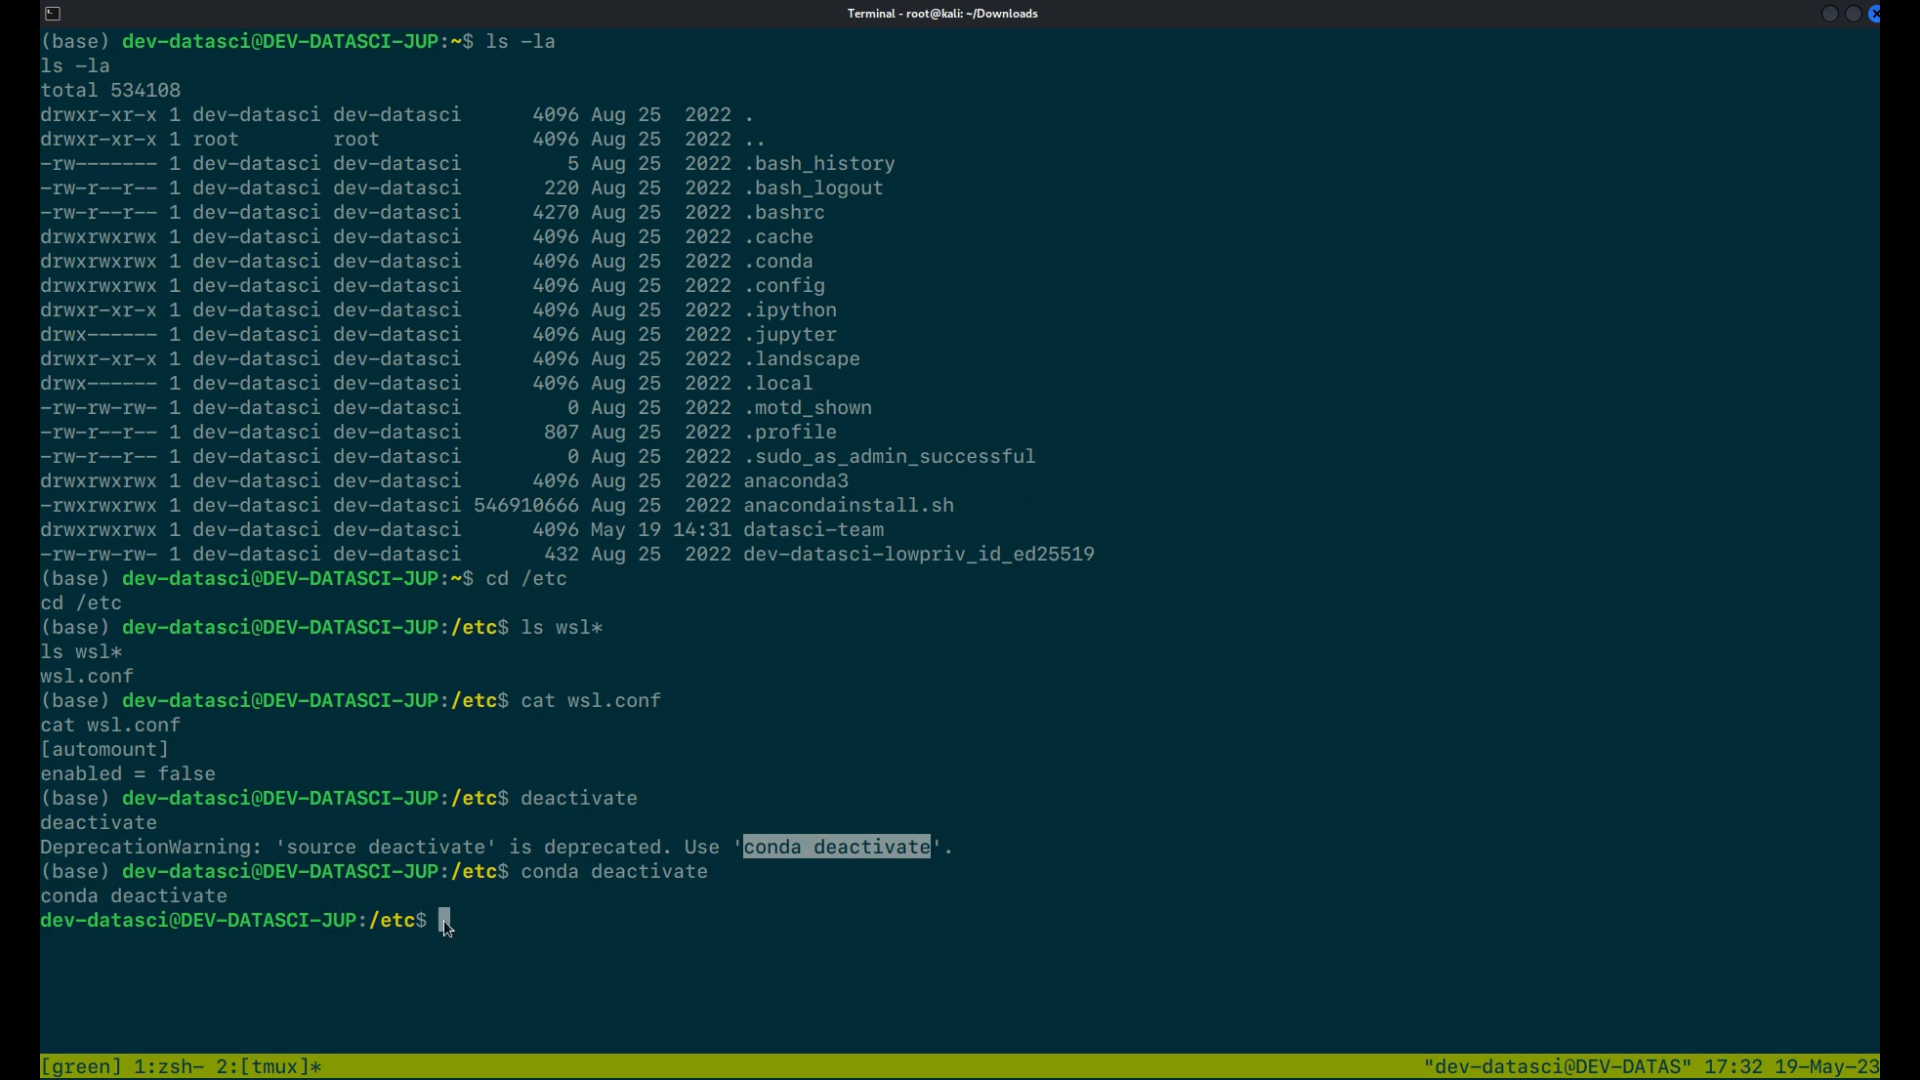 Terminal - root@kali: ~/Downloads
(base) dev-datasci@DEV-DATASCI-JUP:~$ ls -la
ls -la
total 534108
drwxr-xr-x 1 dev-datasci dev-datasci      4096 Aug 25  2022 .
drwxr-xr-x 1 root        root             4096 Aug 25  2022 ..
-rw------- 1 dev-datasci dev-datasci         5 Aug 25  2022 .bash_history
-rw-r--r-- 1 dev-datasci dev-datasci       220 Aug 25  2022 .bash_logout
-rw-r--r-- 1 dev-datasci dev-datasci      4270 Aug 25  2022 .bashrc
drwxrwxrwx 1 dev-datasci dev-datasci      4096 Aug 25  2022 .cache
drwxrwxrwx 1 dev-datasci dev-datasci      4096 Aug 25  2022 .conda
drwxrwxrwx 1 dev-datasci dev-datasci      4096 Aug 25  2022 .config
drwxr-xr-x 1 dev-datasci dev-datasci      4096 Aug 25  2022 .ipython
drwx------ 1 dev-datasci dev-datasci      4096 Aug 25  2022 .jupyter
drwxr-xr-x 1 dev-datasci dev-datasci      4096 Aug 25  2022 .landscape
drwx------ 1 dev-datasci dev-datasci      4096 Aug 25  2022 .local
-rw-rw-rw- 1 dev-datasci dev-datasci         0 Aug 25  2022 .motd_shown
-rw-r--r-- 1 dev-datasci dev-datasci       807 Aug 25  2022 .profile
-rw-r--r-- 1 dev-datasci dev-datasci         0 Aug 25  2022 .sudo_as_admin_successful
drwxrwxrwx 1 dev-datasci dev-datasci      4096 Aug 25  2022 anaconda3
-rwxrwxrwx 1 dev-datasci dev-datasci 546910666 Aug 25  2022 anacondainstall.sh
drwxrwxrwx 1 dev-datasci dev-datasci      4096 May 19 14:31 datasci-team
-rw-rw-rw- 1 dev-datasci dev-datasci       432 Aug 25  2022 dev-datasci-lowpriv_id_ed25519
(base) dev-datasci@DEV-DATASCI-JUP:~$ cd /etc
cd /etc
(base) dev-datasci@DEV-DATASCI-JUP:/etc$ ls wsl*
ls wsl*
wsl.conf
(base) dev-datasci@DEV-DATASCI-JUP:/etc$ cat wsl.conf
cat wsl.conf
[automount]
enabled = false
(base) dev-datasci@DEV-DATASCI-JUP:/etc$ deactivate
deactivate
DeprecationWarning: 'source deactivate' is deprecated. Use 'conda deactivate'.
(base) dev-datasci@DEV-DATASCI-JUP:/etc$ conda deactivate
conda deactivate
dev-datasci@DEV-DATASCI-JUP:/etc$
[green] 1:zsh- 2:[tmux]* "dev-datasci@DEV-DATAS" 17:32 19-May-23